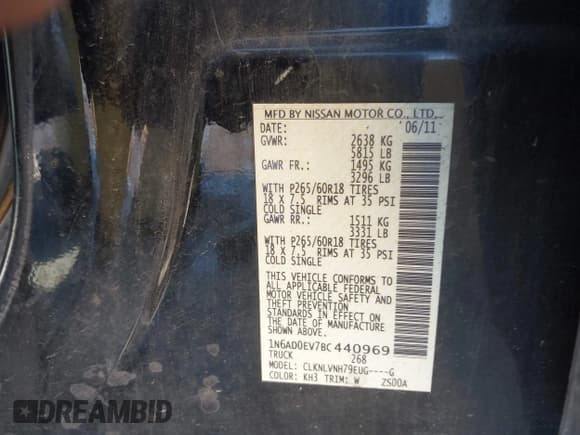 MFD BY NISSAN MOTOR CO., LTD.
DATE: 06/11
GVWR: 2638 KG
5815 LB
GAWR FR.: 1495 KG
3296 LB
WITH P265/60R18 TIRES
18 X 7.5 RIMS AT 35 PSI
COLD SINGLE
GAWR RR.: 1511 KG
3331 LB
WITH P265/60R18 TIRES
18 X 7.5 RIMS AT 35 PSI
COLD SINGLE
THIS VEHICLE CONFORMS TO
ALL APPLICABLE FEDERAL
MOTOR VEHICLE SAFETY AND
THEFT PREVENTION
STANDARDS IN EFFECT ON
THE DATE OF MANUFACTURE
SHOWN ABOVE.
1N6AD0EV7BC440969
TRUCK 268
MODEL: CLKNLVNH79EUG----G
COLOR: KH3 TRIM: W ZS00A
DREAMBID
dreambid.com